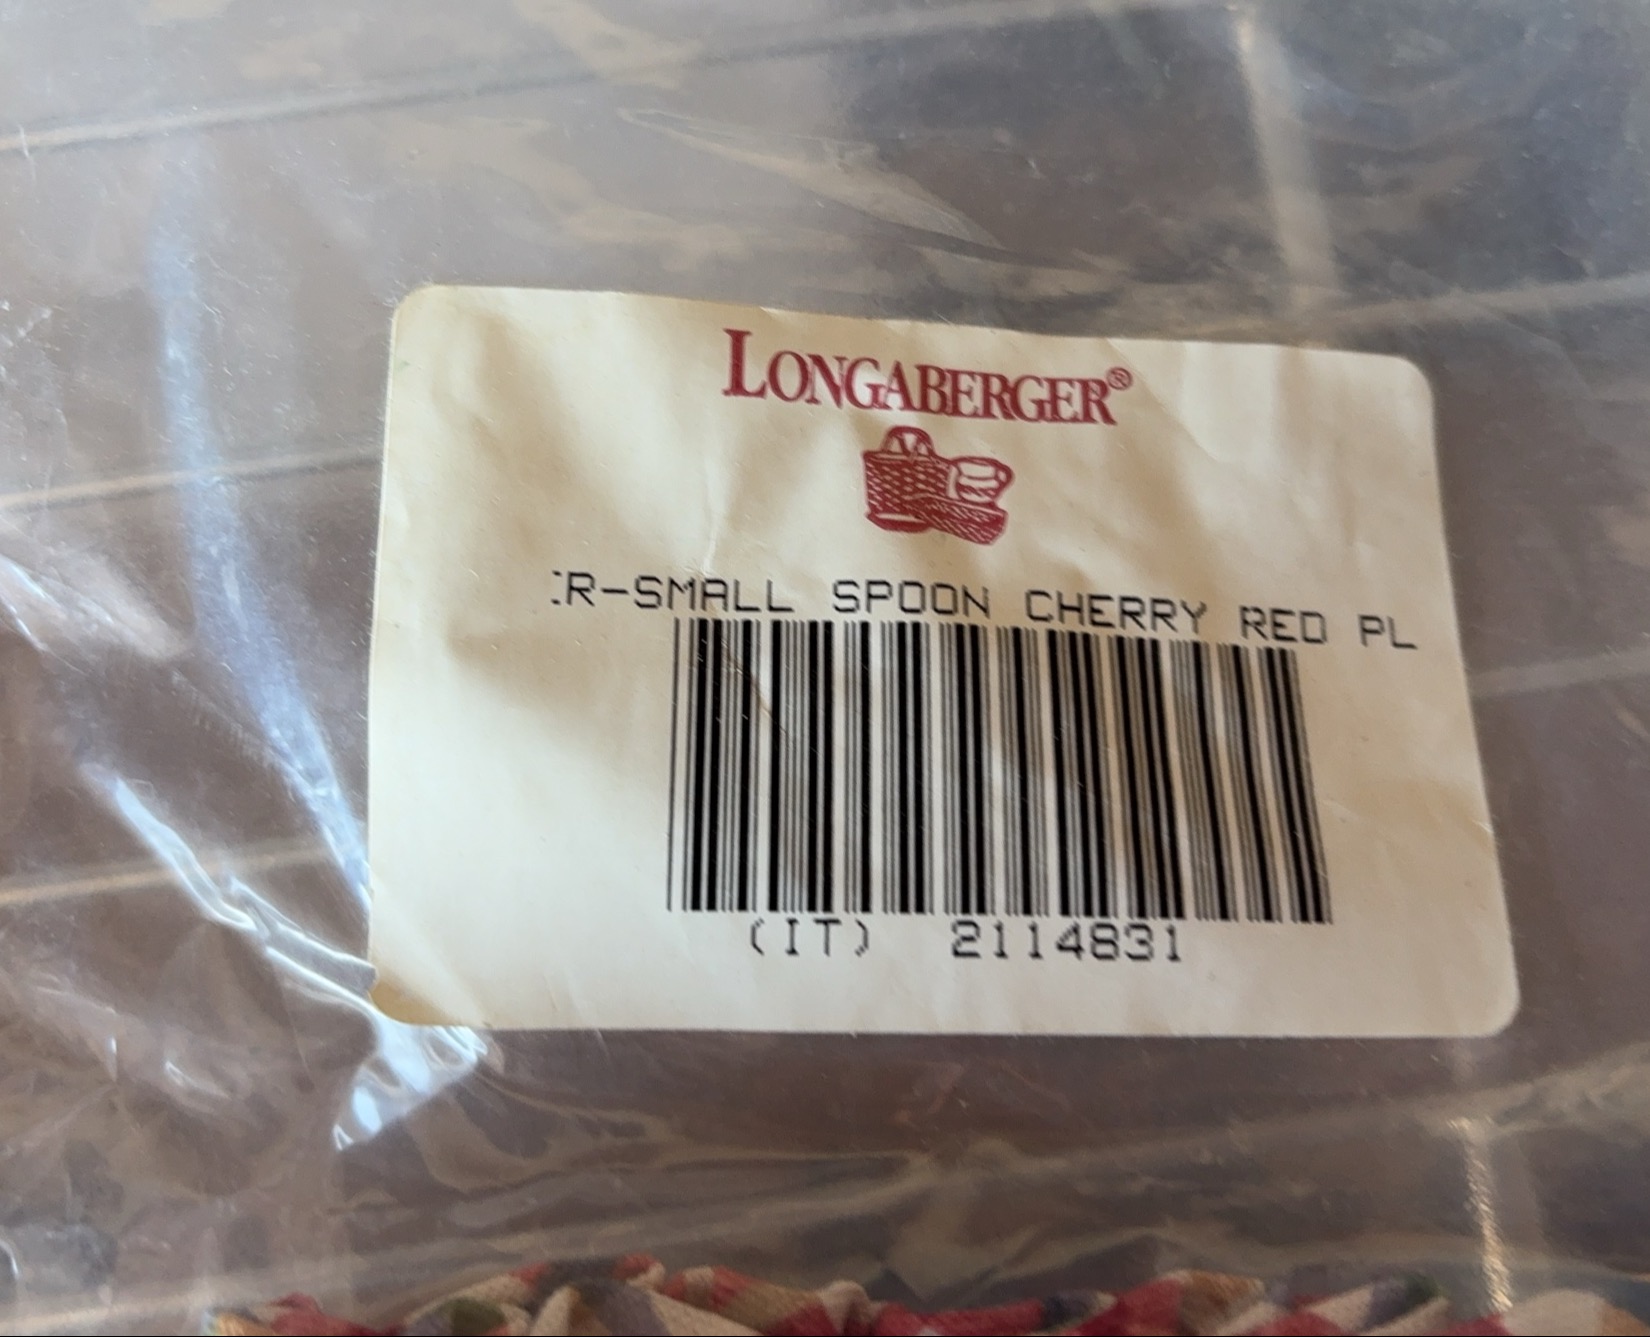 LONGABERGER®
:R-SMALL SPOON CHERRY RED PL
(IT) 2114831